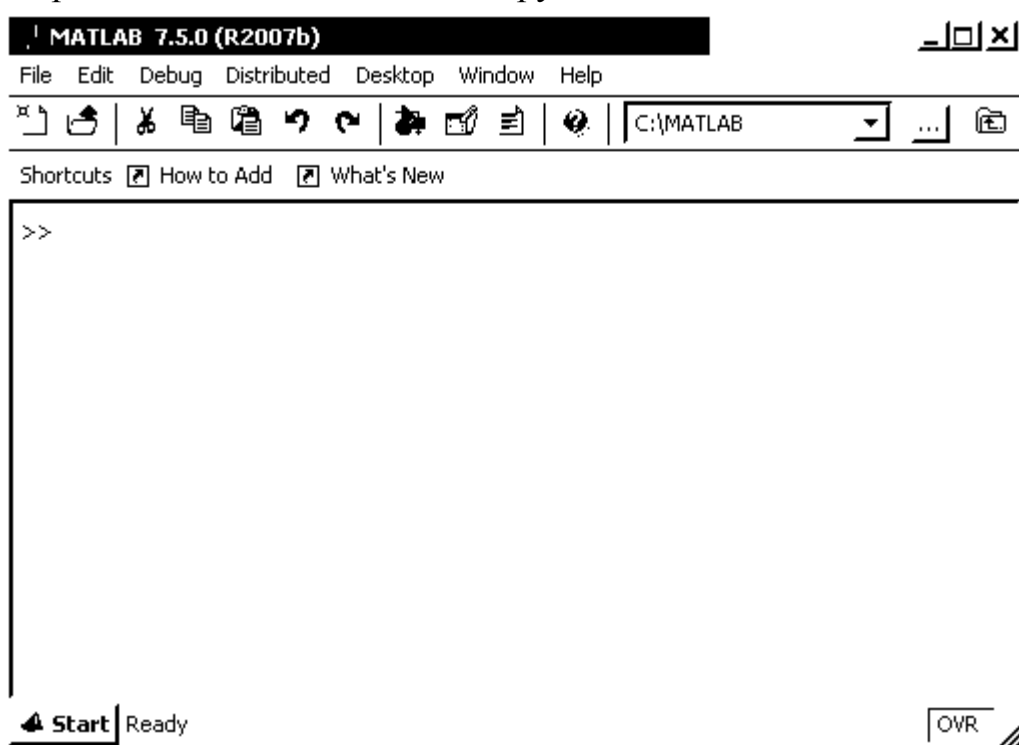 MATLAB 7.5.0 (R2007b)
File Edit Debug Distributed Desktop Window Help
C:\MATLAB ...
Shortcuts How to Add What's New
>>
Start Ready OVR